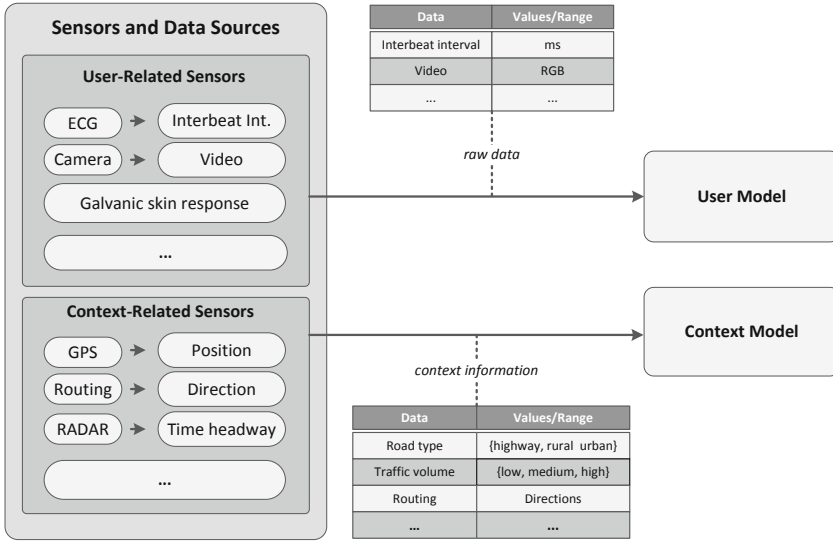 Sensors and Data Sources
User-Related Sensors
ECG Interbeat Int.
Camera Video
Galvanic skin response
...
Context-Related Sensors
GPS Position
Routing Direction
RADAR Time headway
...
Data Values/Range
Interbeat interval ms
Video RGB
... ...
raw data
User Model
Context Model
context information
Data Values/Range
Road type {highway, rural urban}
Traffic volume {low, medium, high}
Routing Directions
... ...